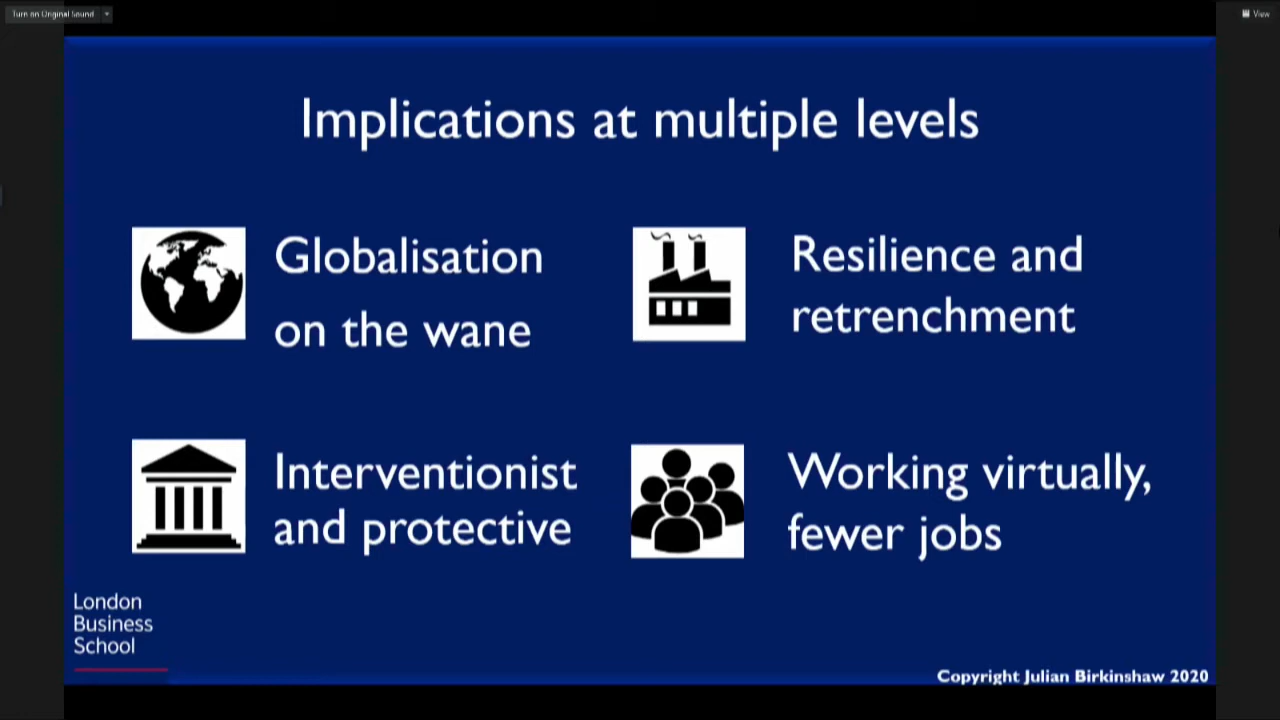 Turn on Original Sound
View
Implications at multiple levels
Globalisation
on the wane
Resilience and
retrenchment
Interventionist
and protective
Working virtually,
fewer jobs
London
Business
School
Copyright Julian Birkinshaw 2020